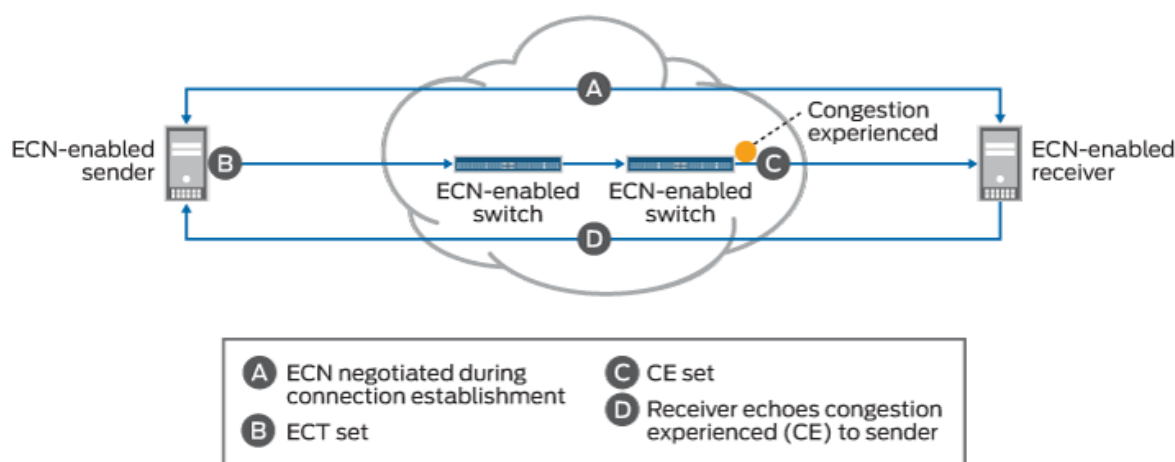 A
Congestion
experienced
ECN-enabled
sender
B
C
ECN-enabled
receiver
ECN-enabled
switch
ECN-enabled
switch
D
A ECN negotiated during
connection establishment
B ECT set
C CE set
D Receiver echoes congestion
experienced (CE) to sender